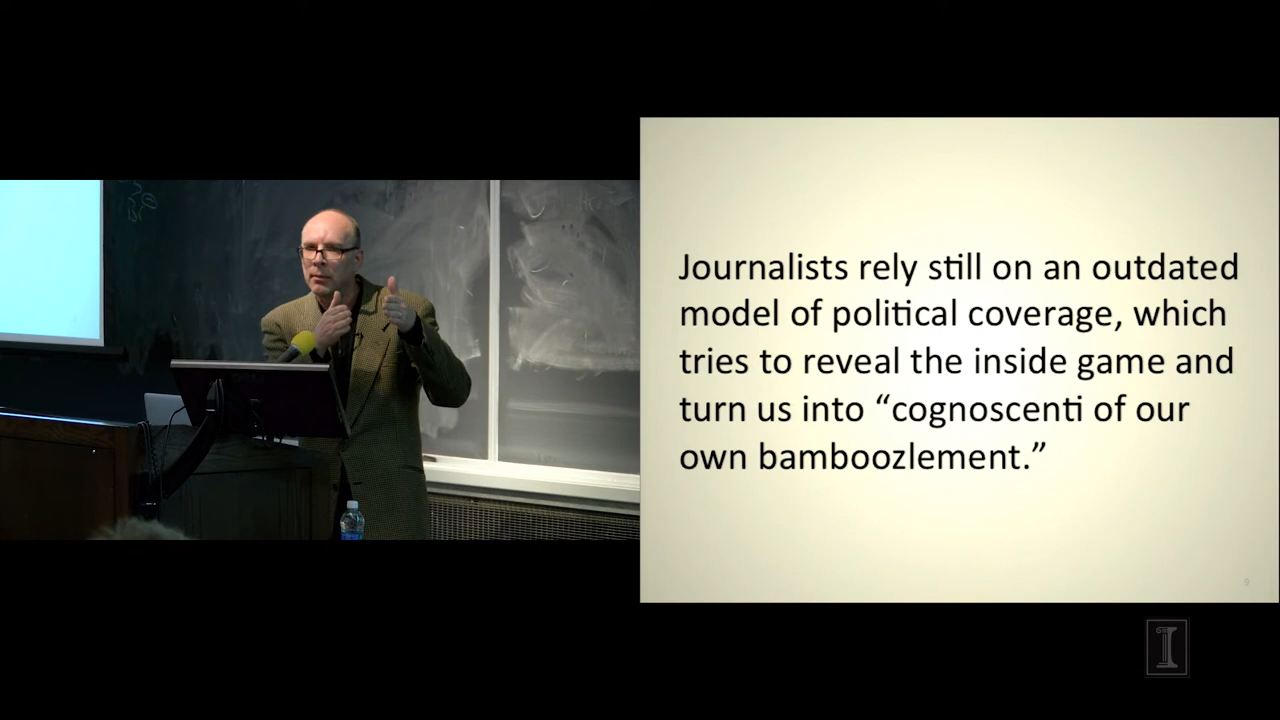 Journalists rely still on an outdated
model of political coverage, which
tries to reveal the inside game and
turn us into “cognoscenti of our
own bamboozlement.”
9
I